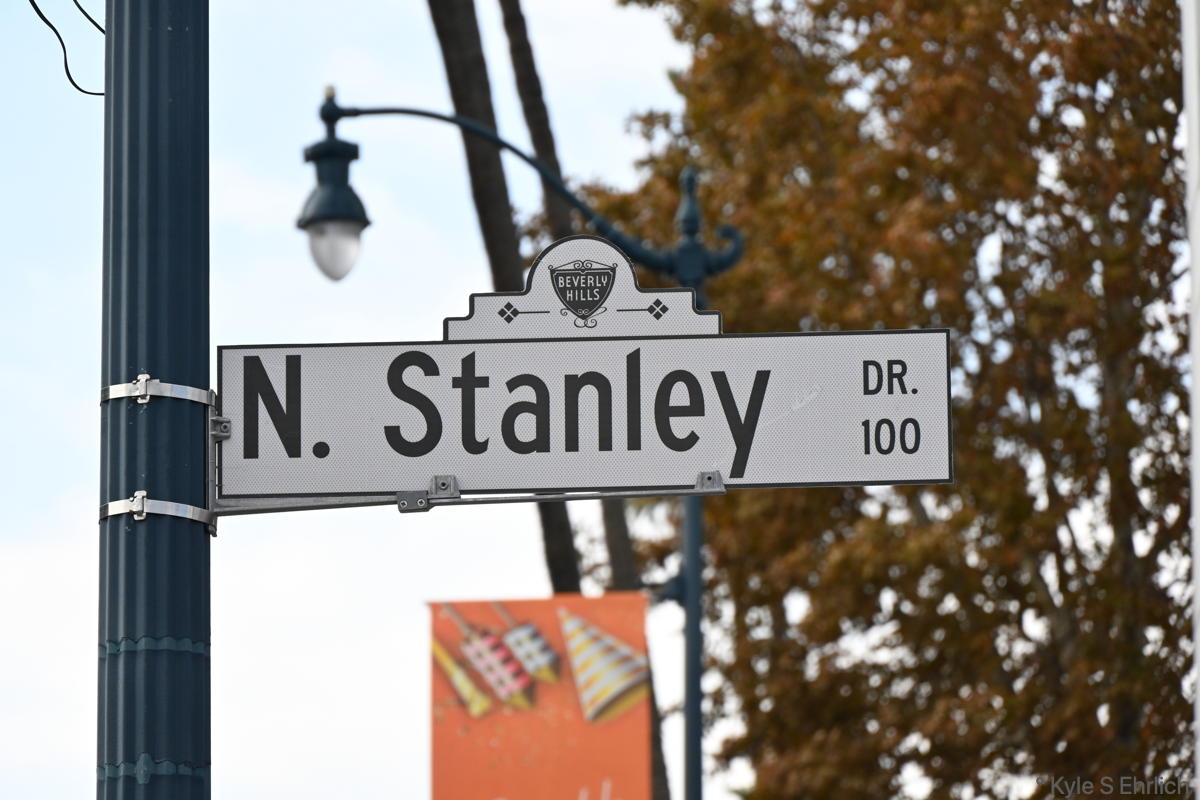 BEVERLY
HILLS
N. Stanley DR.
100
Kyle S Ehrlich